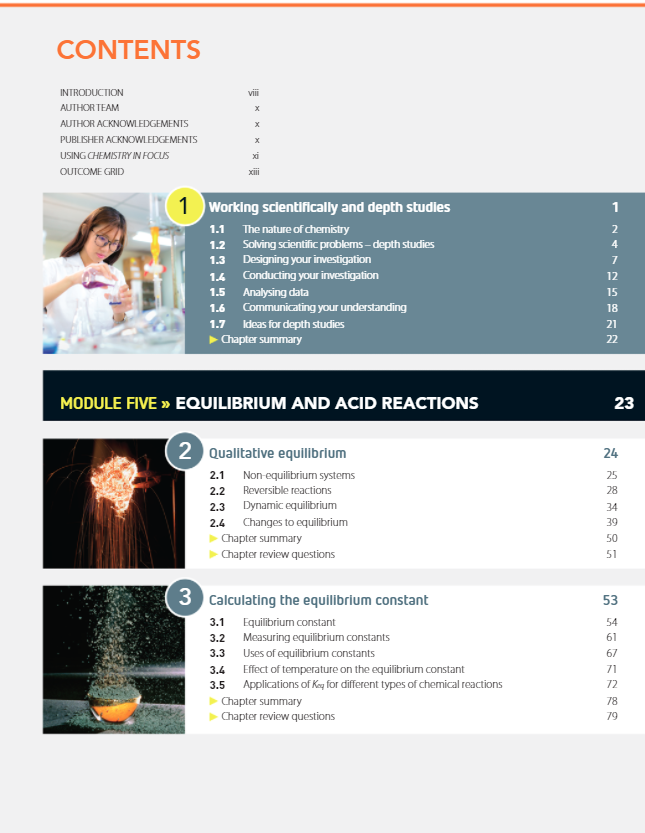 CONTENTS
INTRODUCTION viii
AUTHOR TEAM x
AUTHOR ACKNOWLEDGEMENTS x
PUBLISHER ACKNOWLEDGEMENTS x
USING CHEMISTRY IN FOCUS xi
OUTCOME GRID xiii
1 Working scientifically and depth studies 1
1.1 The nature of chemistry 2
1.2 Solving scientific problems – depth studies 4
1.3 Designing your investigation 7
1.4 Conducting your investigation 12
1.5 Analysing data 15
1.6 Communicating your understanding 18
1.7 Ideas for depth studies 21
▶ Chapter summary 22
MODULE FIVE » EQUILIBRIUM AND ACID REACTIONS 23
2 Qualitative equilibrium 24
2.1 Non-equilibrium systems 25
2.2 Reversible reactions 28
2.3 Dynamic equilibrium 34
2.4 Changes to equilibrium 39
▶ Chapter summary 50
▶ Chapter review questions 51
3 Calculating the equilibrium constant 53
3.1 Equilibrium constant 54
3.2 Measuring equilibrium constants 61
3.3 Uses of equilibrium constants 67
3.4 Effect of temperature on the equilibrium constant 71
3.5 Applications of Keq for different types of chemical reactions 72
▶ Chapter summary 78
▶ Chapter review questions 79